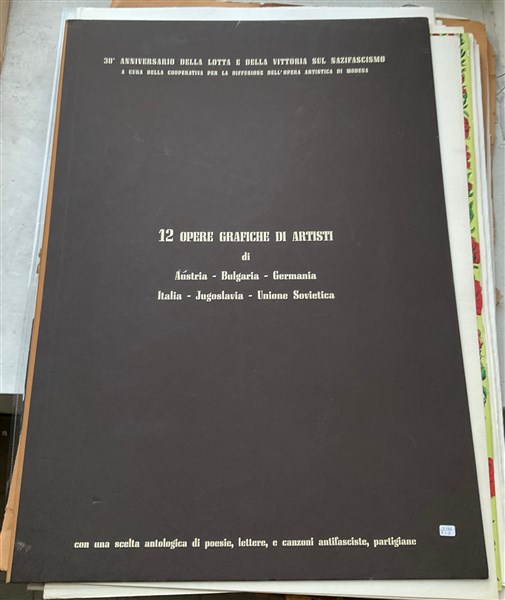 30° ANNIVERSARIO DELLA LOTTA E DELLA VITTORIA SUL NAZIFASCISMO
A CURA DELLA COOPERATIVA PER LA DIFFUSIONE DELL'OPERA ARTISTICA DI MODENA
12 OPERE GRAFICHE DI ARTISTI
di
Austria - Bulgaria - Germania
Italia - Jugoslavia - Unione Sovietica
con una scelta antologica di poesie, lettere, e canzoni antifasciste, partigiane